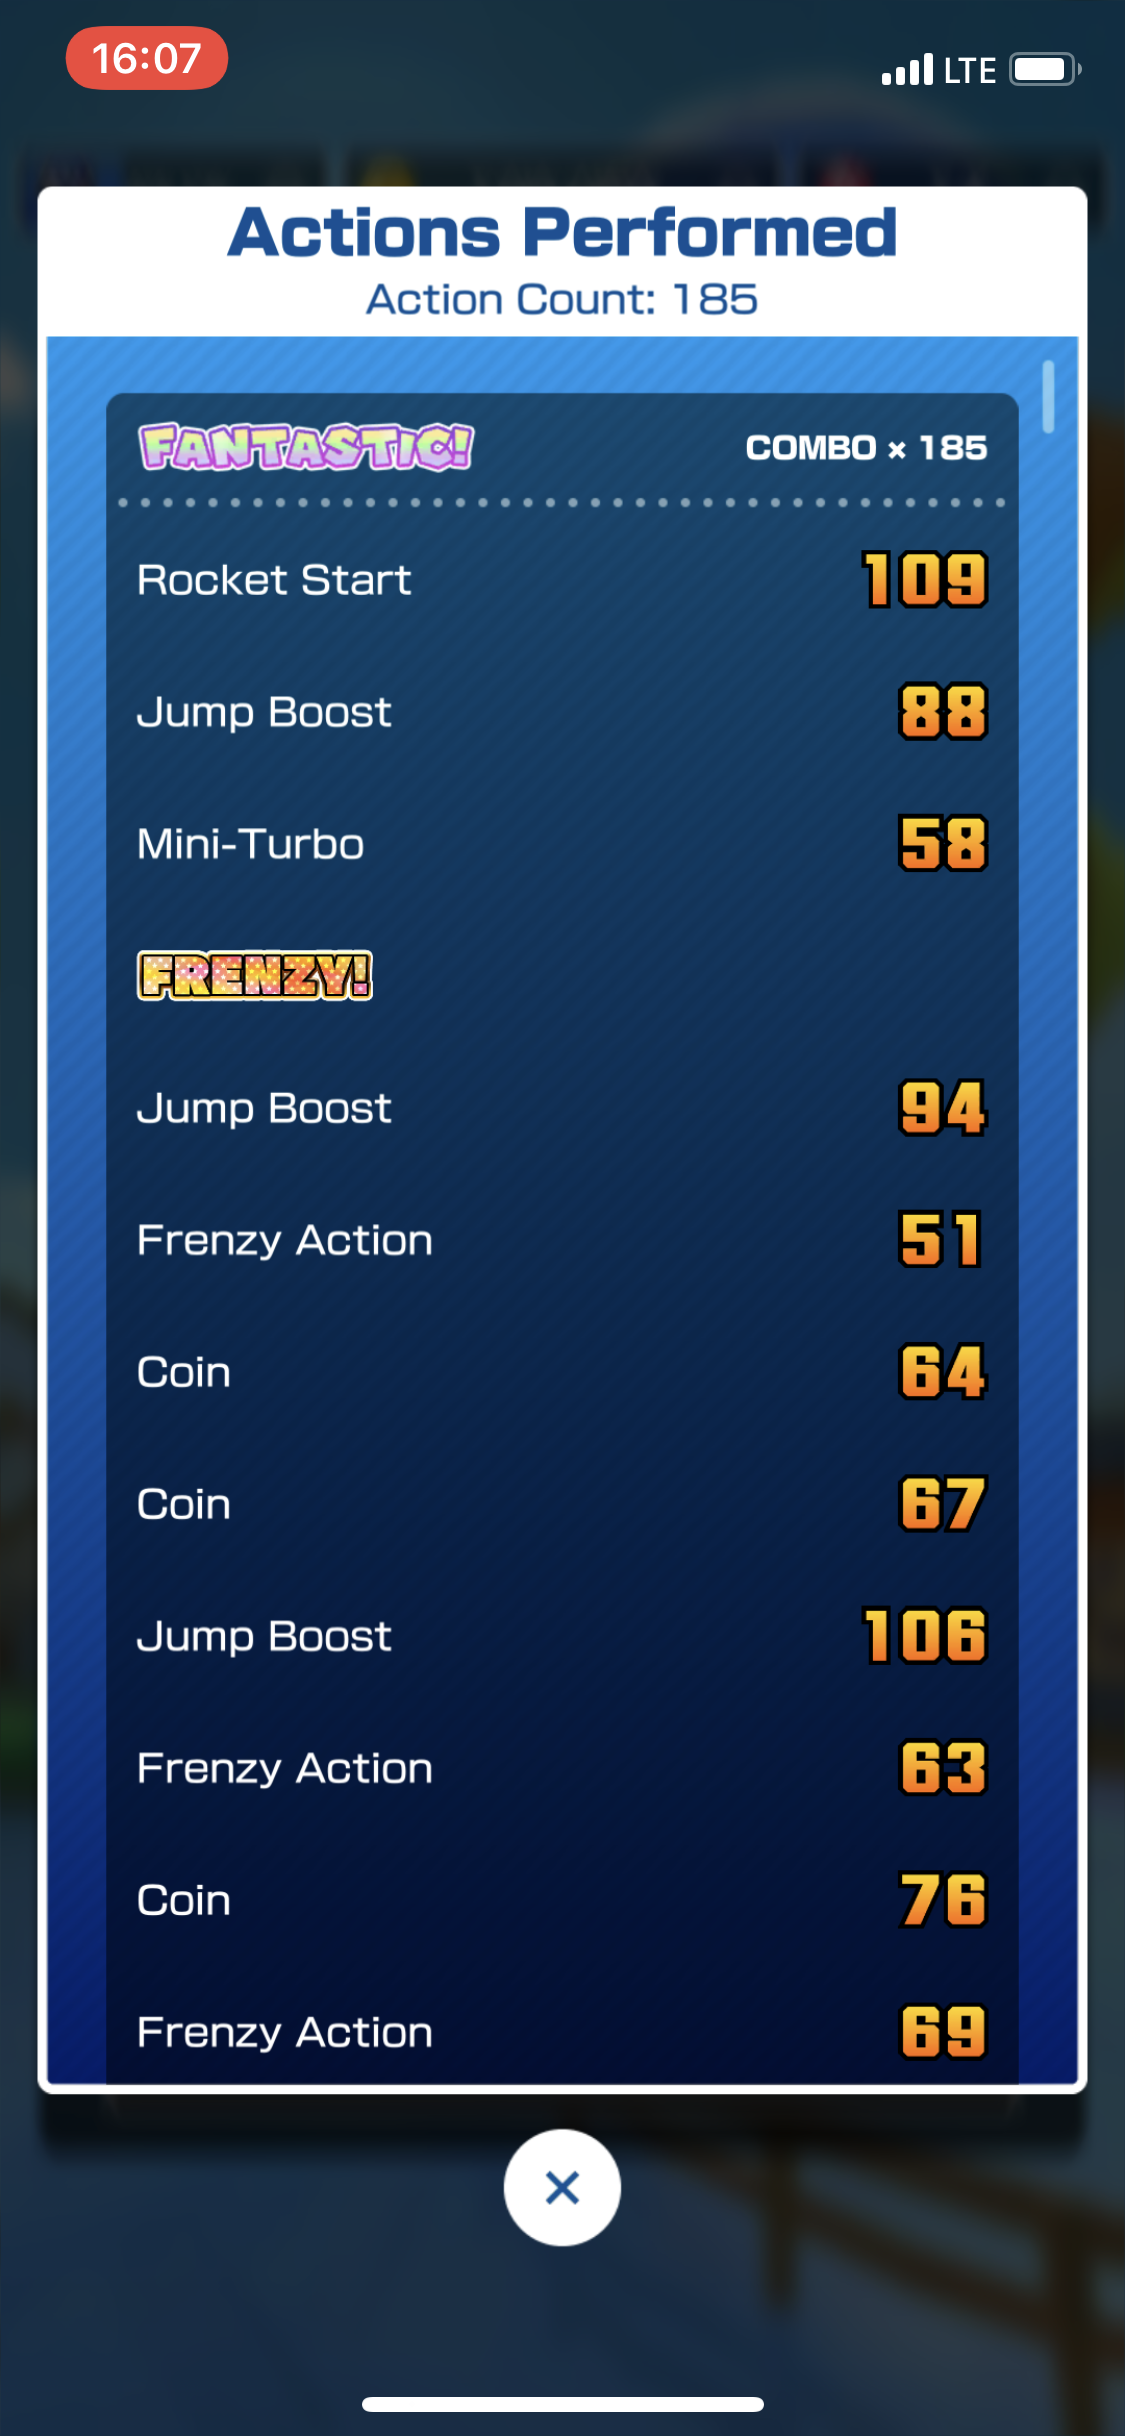 16:07
LTE
Actions Performed
Action Count: 185
FANTASTIC! COMBO × 185
Rocket Start 109
Jump Boost 88
Mini-Turbo 58
FRENZY!
Jump Boost 94
Frenzy Action 51
Coin 64
Coin 67
Jump Boost 106
Frenzy Action 63
Coin 76
Frenzy Action 69